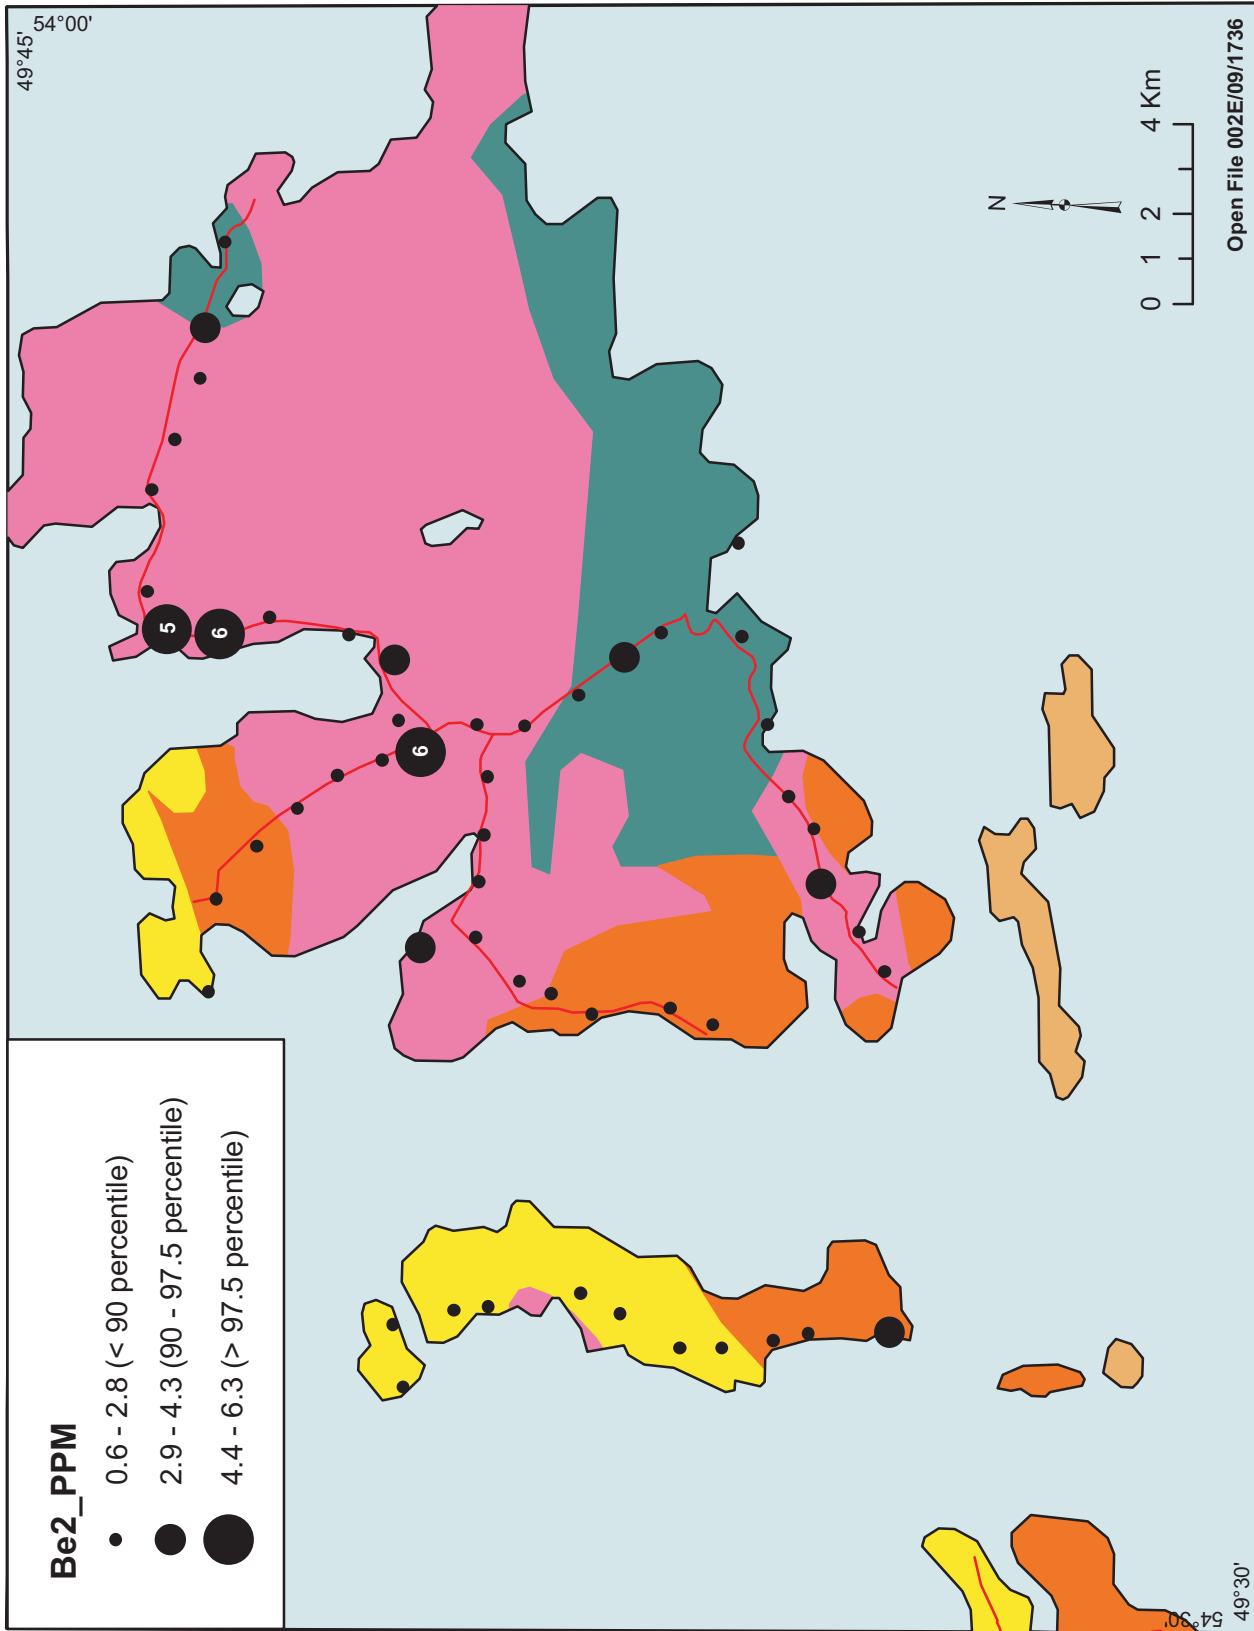 Be2_PPM
0.6 - 2.8 (< 90 percentile)
2.9 - 4.3 (90 - 97.5 percentile)
4.4 - 6.3 (> 97.5 percentile)
49°45'
54°00'
5
6
6
N
0 1 2 4 Km
54°30'
49°30'
Open File 002E/09/1736